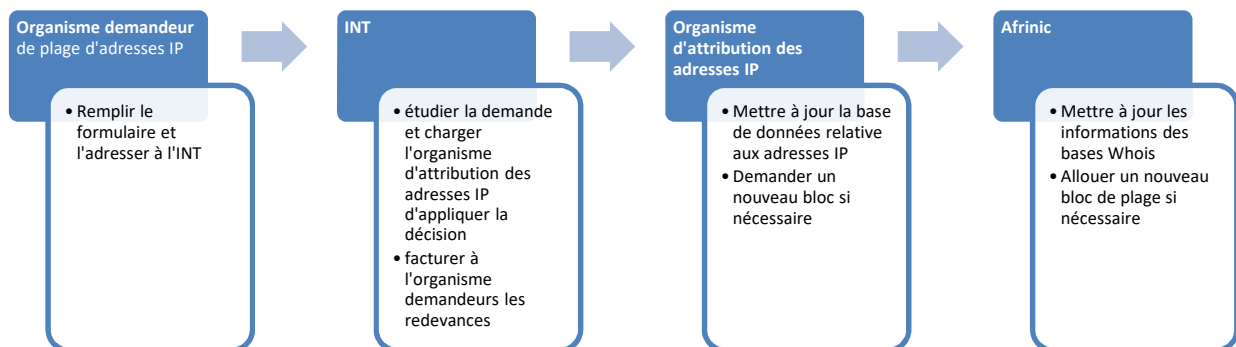 Organisme demandeur
de plage d'adresses IP
• Remplir le
formulaire et
l'adresser à l'INT
INT
• étudier la demande
et charger
l'organisme
d'attribution des
adresses IP
d'appliquer la
décision
• facturer à
l'organisme
demandeurs les
redevances
Organisme
d'attribution des
adresses IP
• Mettre à jour la base
de données relative
aux adresses IP
• Demander un
nouveau bloc si
nécessaire
Afrinic
• Mettre à jour les
informations des
bases Whois
• Allouer un nouveau
bloc de plage si
nécessaire